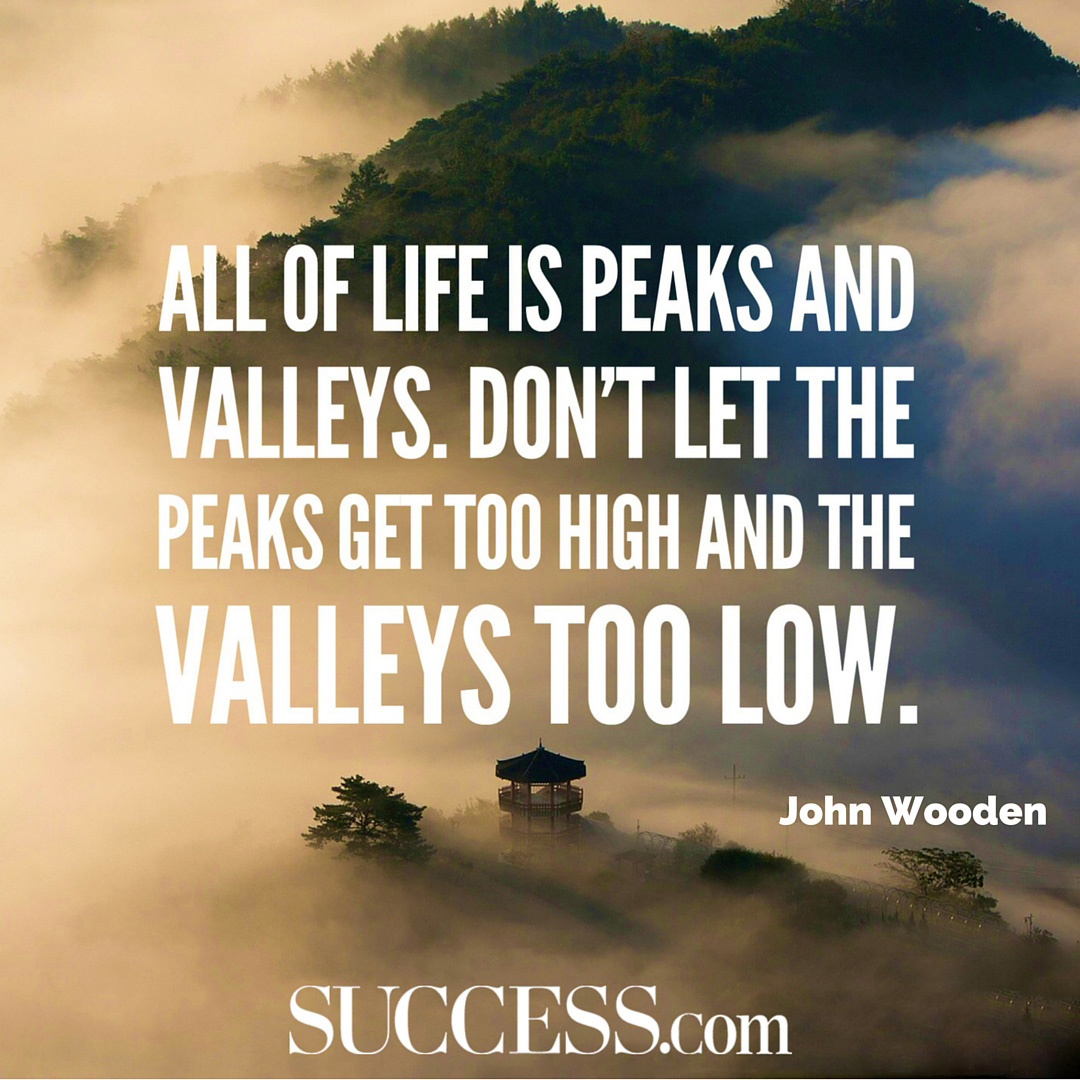 ALL OF LIFE IS PEAKS AND
VALLEYS. DON'T LET THE
PEAKS GET TOO HIGH AND THE
VALLEYS TOO LOW.
John Wooden
SUCCESS.com